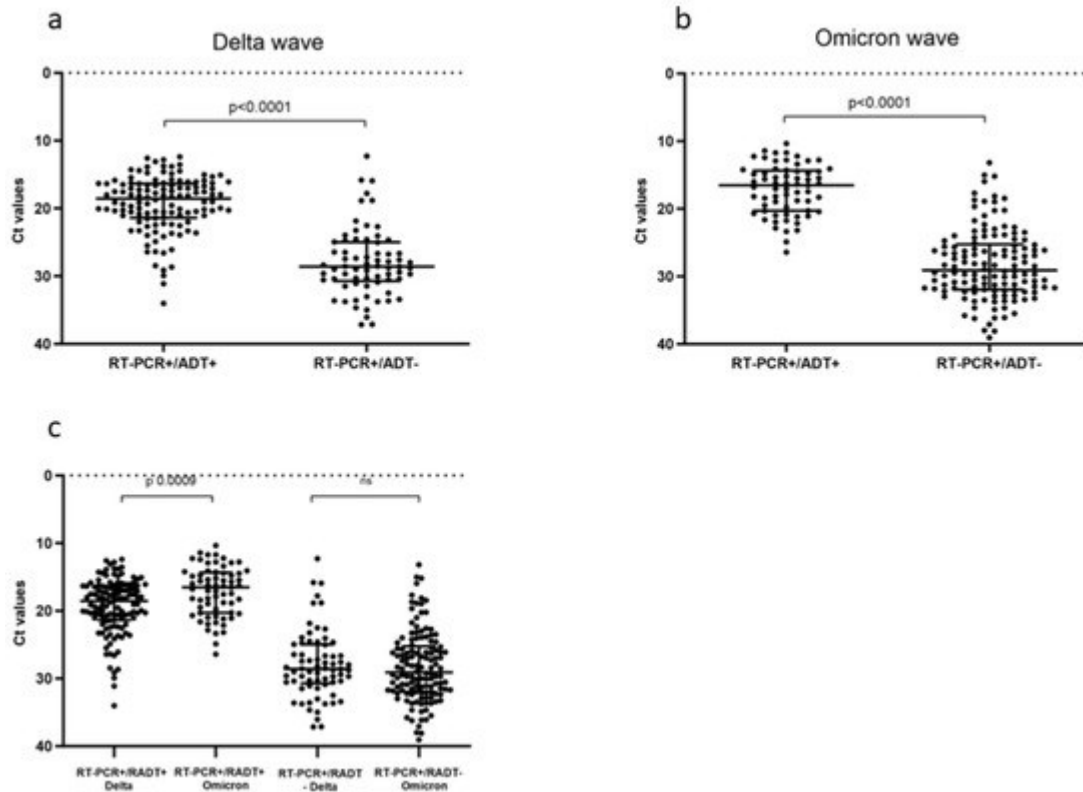 a
Delta wave
0
p<0.0001
10
20
30
40
Ct values
RT-PCR+/ADT+
RT-PCR+/ADT-
b
Omicron wave
0
p<0.0001
10
20
30
40
Ct values
RT-PCR+/ADT+
RT-PCR+/ADT-
c
0
p 0.0009
ns
10
20
30
40
Ct values
RT-PCR+/RADT+
Delta
RT-PCR+/RADT+
Omicron
RT-PCR+/RADT
- Delta
RT-PCR+/RADT-
Omicron